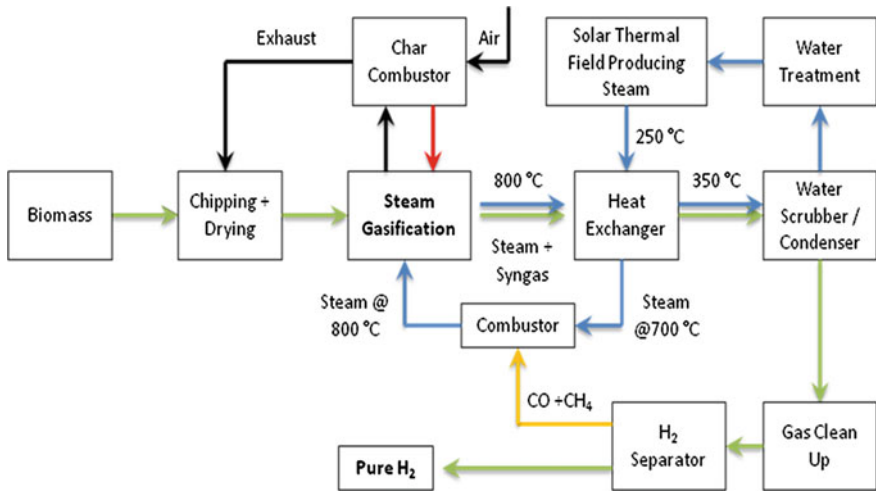 Exhaust
Char
Combustor
Air
Solar Thermal
Field Producing
Steam
Water
Treatment
250 °C
Biomass
Chipping +
Drying
Steam
Gasification
800 °C
Steam +
Syngas
Heat
Exchanger
350 °C
Water
Scrubber /
Condenser
Steam @
800 °C
Combustor
Steam
@700 °C
CO +CH₄
Pure H₂
H₂
Separator
Gas Clean
Up